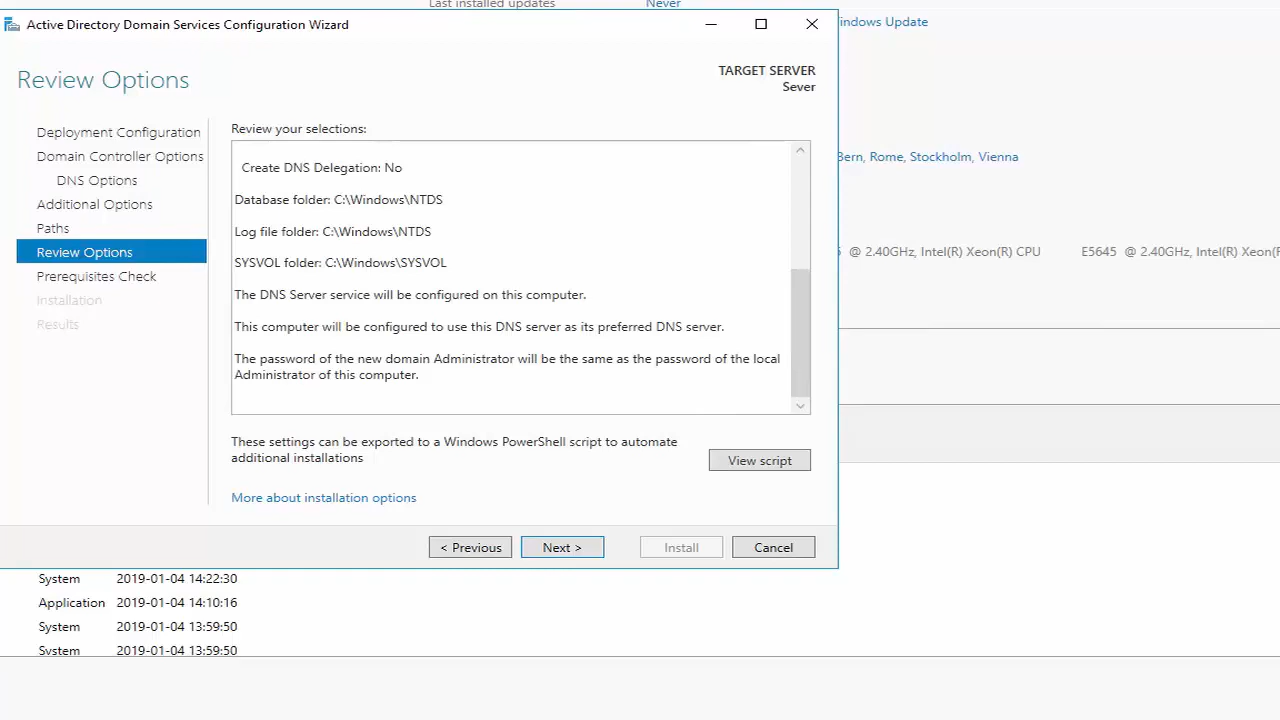 Last installed updates Never
Active Directory Domain Services Configuration Wizard
Windows Update
Review Options
TARGET SERVER
Sever
Deployment Configuration
Domain Controller Options
DNS Options
Additional Options
Paths
Review Options
Prerequisites Check
Installation
Results
Review your selections:
Create DNS Delegation: No
Database folder: C:\Windows\NTDS
Log file folder: C:\Windows\NTDS
SYSVOL folder: C:\Windows\SYSVOL
The DNS Server service will be configured on this computer.
This computer will be configured to use this DNS server as its preferred DNS server.
The password of the new domain Administrator will be the same as the password of the local
Administrator of this computer.
These settings can be exported to a Windows PowerShell script to automate
additional installations
View script
More about installation options
< Previous
Next >
Install
Cancel
Bern, Rome, Stockholm, Vienna
@ 2.40GHz, Intel(R) Xeon(R) CPU E5645 @ 2.40GHz, Intel(R) Xeon(R
System 2019-01-04 14:22:30
Application 2019-01-04 14:10:16
System 2019-01-04 13:59:50
System 2019-01-04 13:59:50